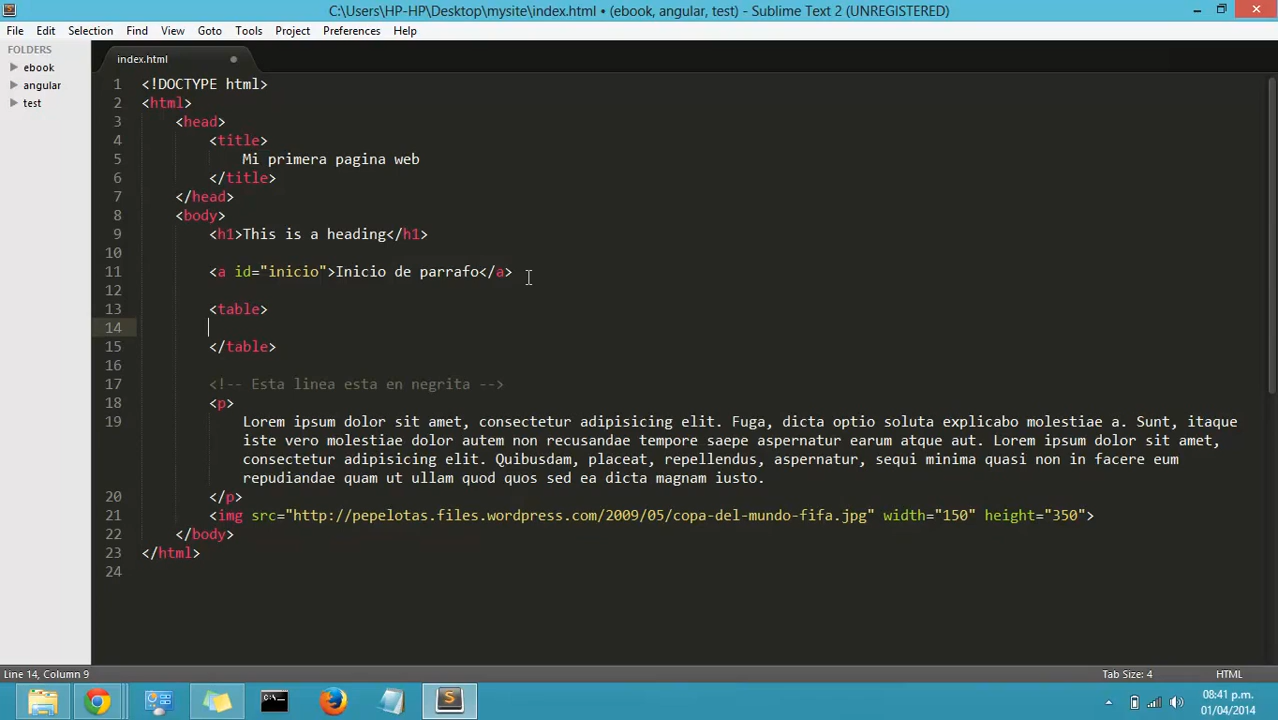 C:\Users\HP-HP\Desktop\mysite\index.html • (ebook, angular, test) - Sublime Text 2 (UNREGISTERED)
File Edit Selection Find View Goto Tools Project Preferences Help
FOLDERS
ebook
angular
test
index.html
1 <!DOCTYPE html>
2 <html>
3 <head>
4 <title>
5 Mi primera pagina web
6 </title>
7 </head>
8 <body>
9 <h1>This is a heading</h1>
10
11 <a id="inicio">Inicio de parrafo</a>
12
13 <table>
14
15 </table>
16
17 <!-- Esta linea esta en negrita -->
18 <p>
19 Lorem ipsum dolor sit amet, consectetur adipisicing elit. Fuga, dicta optio soluta explicabo molestiae a. Sunt, itaque
iste vero molestiae dolor autem non recusandae tempore saepe aspernatur earum atque aut. Lorem ipsum dolor sit amet,
consectetur adipisicing elit. Quibusdam, placeat, repellendus, aspernatur, sequi minima quasi non in facere eum
repudiandae quam ut ullam quod quos sed ea dicta magnam iusto.
20 </p>
21 <img src="http://pepelotas.files.wordpress.com/2009/05/copa-del-mundo-fifa.jpg" width="150" height="350">
22 </body>
23 </html>
24
Line 14, Column 9
Tab Size: 4
HTML
08:41 p.m.
01/04/2014